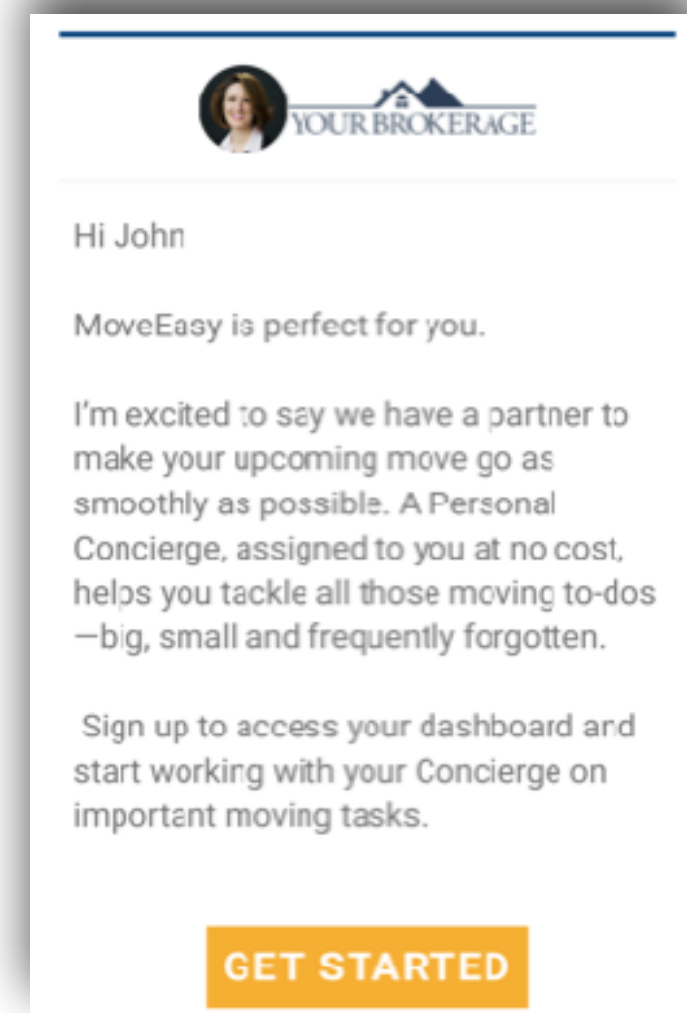 YOUR BROKERAGE
Hi John
MoveEasy is perfect for you.
I'm excited to say we have a partner to
make your upcoming move go as
smoothly as possible. A Personal
Concierge, assigned to you at no cost,
helps you tackle all those moving to-dos
—big, small and frequently forgotten.
Sign up to access your dashboard and
start working with your Concierge on
important moving tasks.
GET STARTED